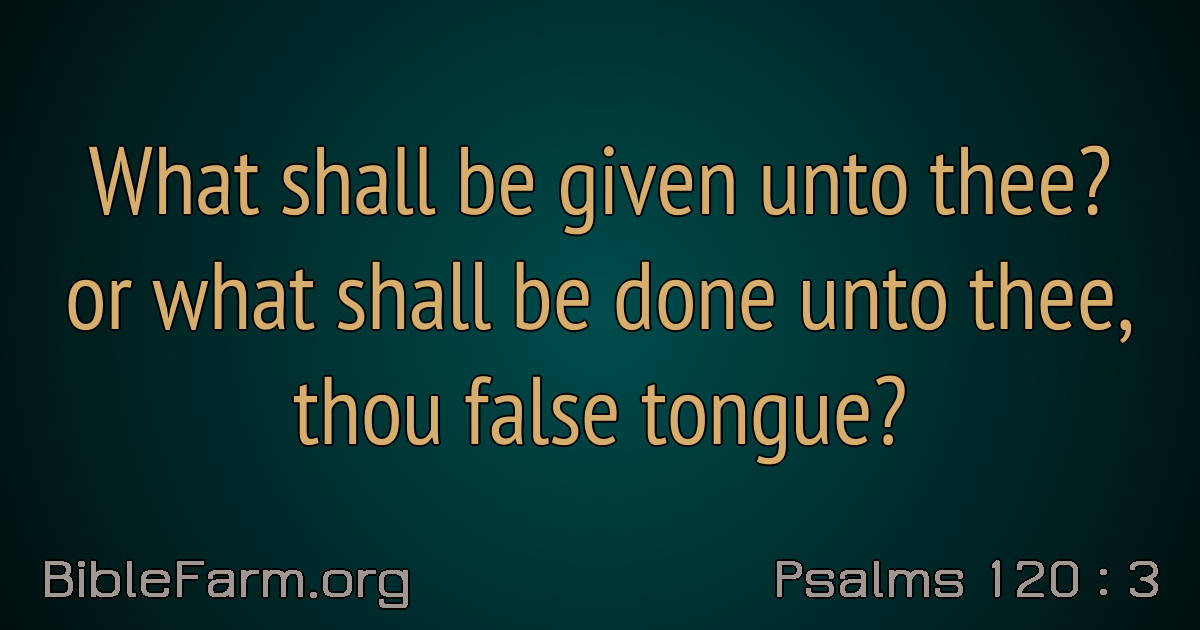 What shall be given unto thee?
or what shall be done unto thee,
thou false tongue?
BibleFarm.org
Psalms 120 : 3